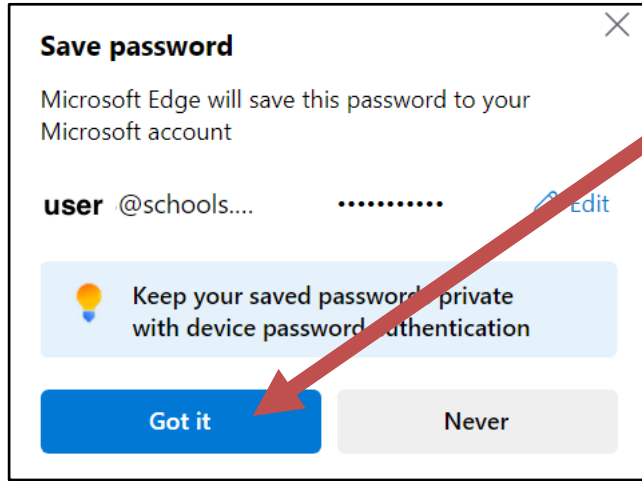 Save password
Microsoft Edge will save this password to your
Microsoft account
user @schools.... ••••••••••• Edit
Keep your saved passwords private
with device password authentication
Got it
Never